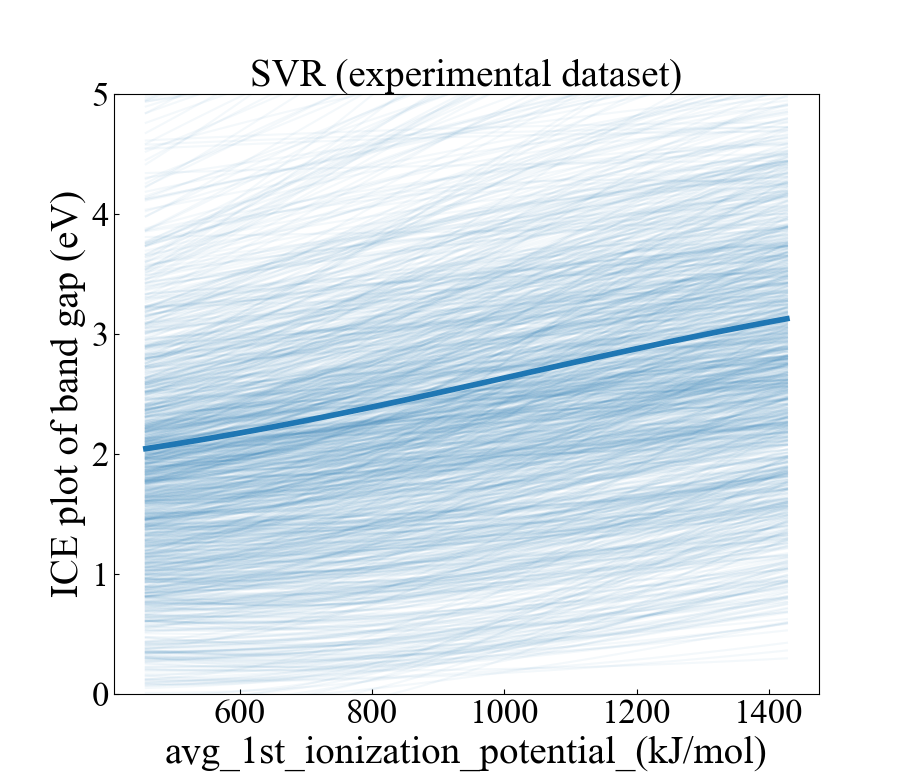 SVR (experimental dataset)
ICE plot of band gap (eV)
5
4
3
2
1
0
600 800 1000 1200 1400
avg_1st_ionization_potential_(kJ/mol)